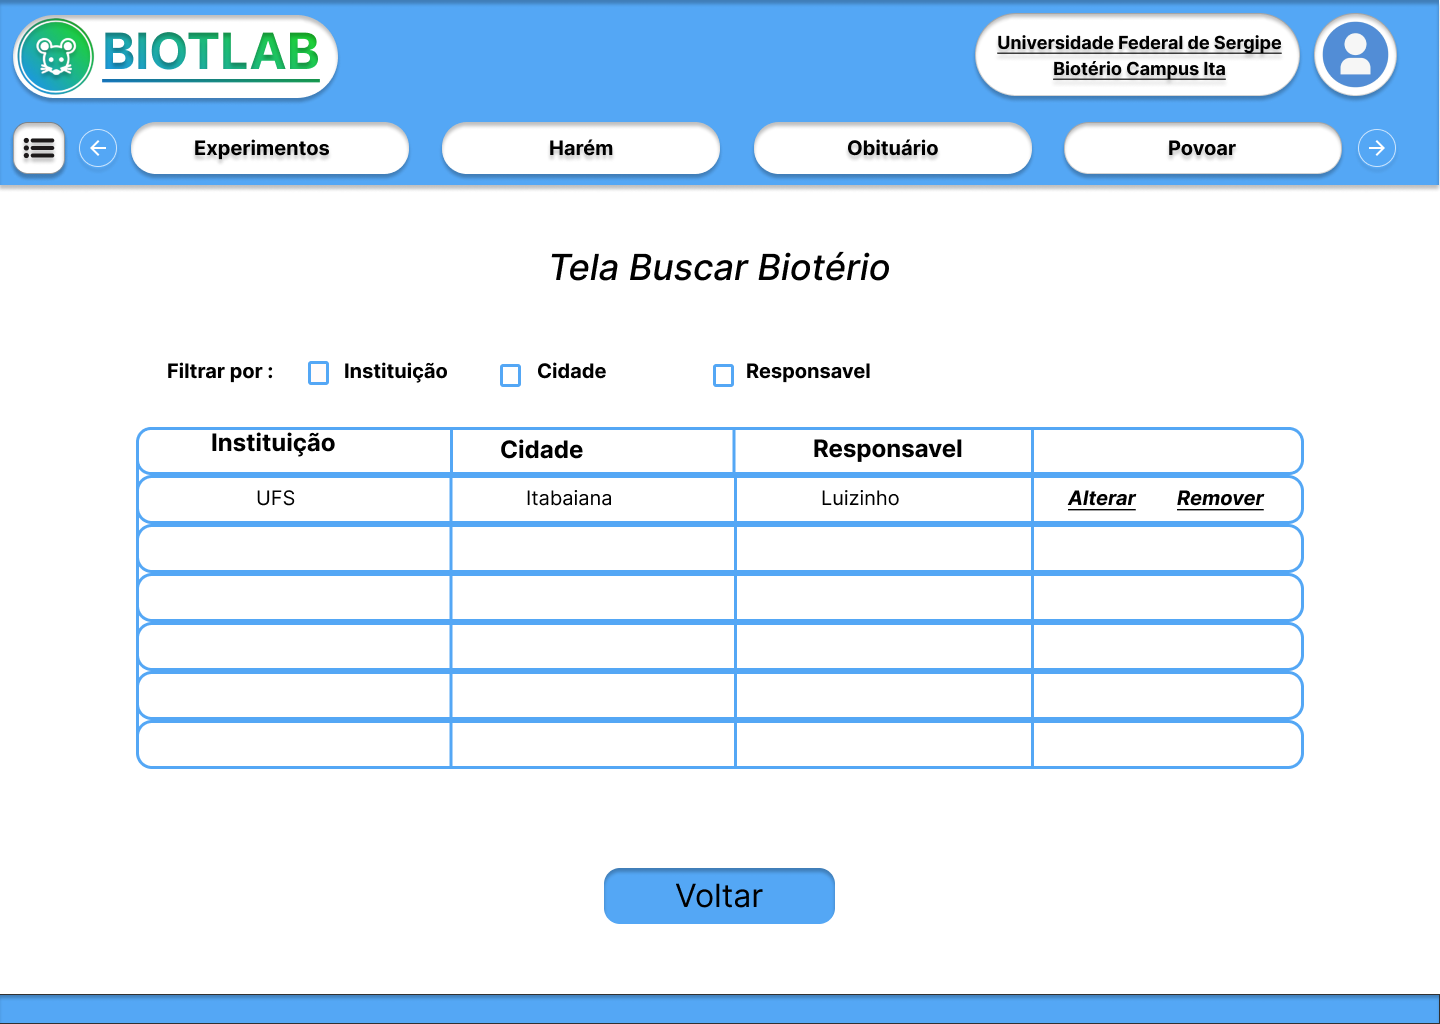 BIOTLAB
Universidade Federal de Sergipe
Biotério Campus Ita
Experimentos
Harém
Obituário
Povoar
Tela Buscar Biotério
Filtrar por :
Instituição
Cidade
Responsavel
Instituição
Cidade
Responsavel
UFS
Itabaiana
Luizinho
Alterar
Remover
Voltar